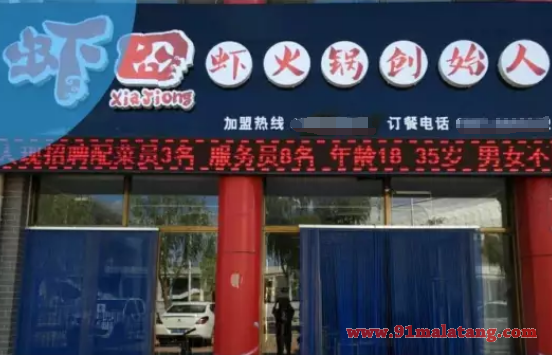 虾囧 虾火锅创始人
XiaJiong
加盟热线 订餐电话
现招聘配菜员3名 服务员8名 年龄18 35岁 男女不
www.91malatang.com